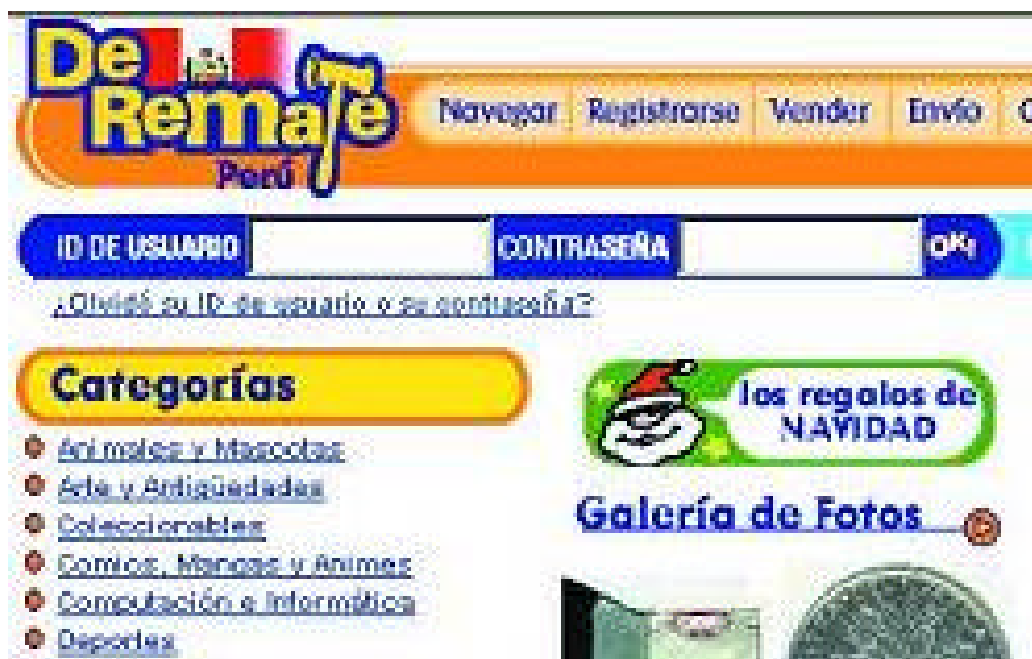 De
Remate
Perú
Navegar Registrarse Vender Envío
ID DE USUARIO CONTRASEÑA OK!
¿Olvidó su ID de usuario o su contraseña?
Categorías
Animales y Mascotas
Arte y Antigüedades
Coleccionables
Comics, Mangas y Animes
Computación e Informática
Deportes
los regalos de
NAVIDAD
Galería de Fotos